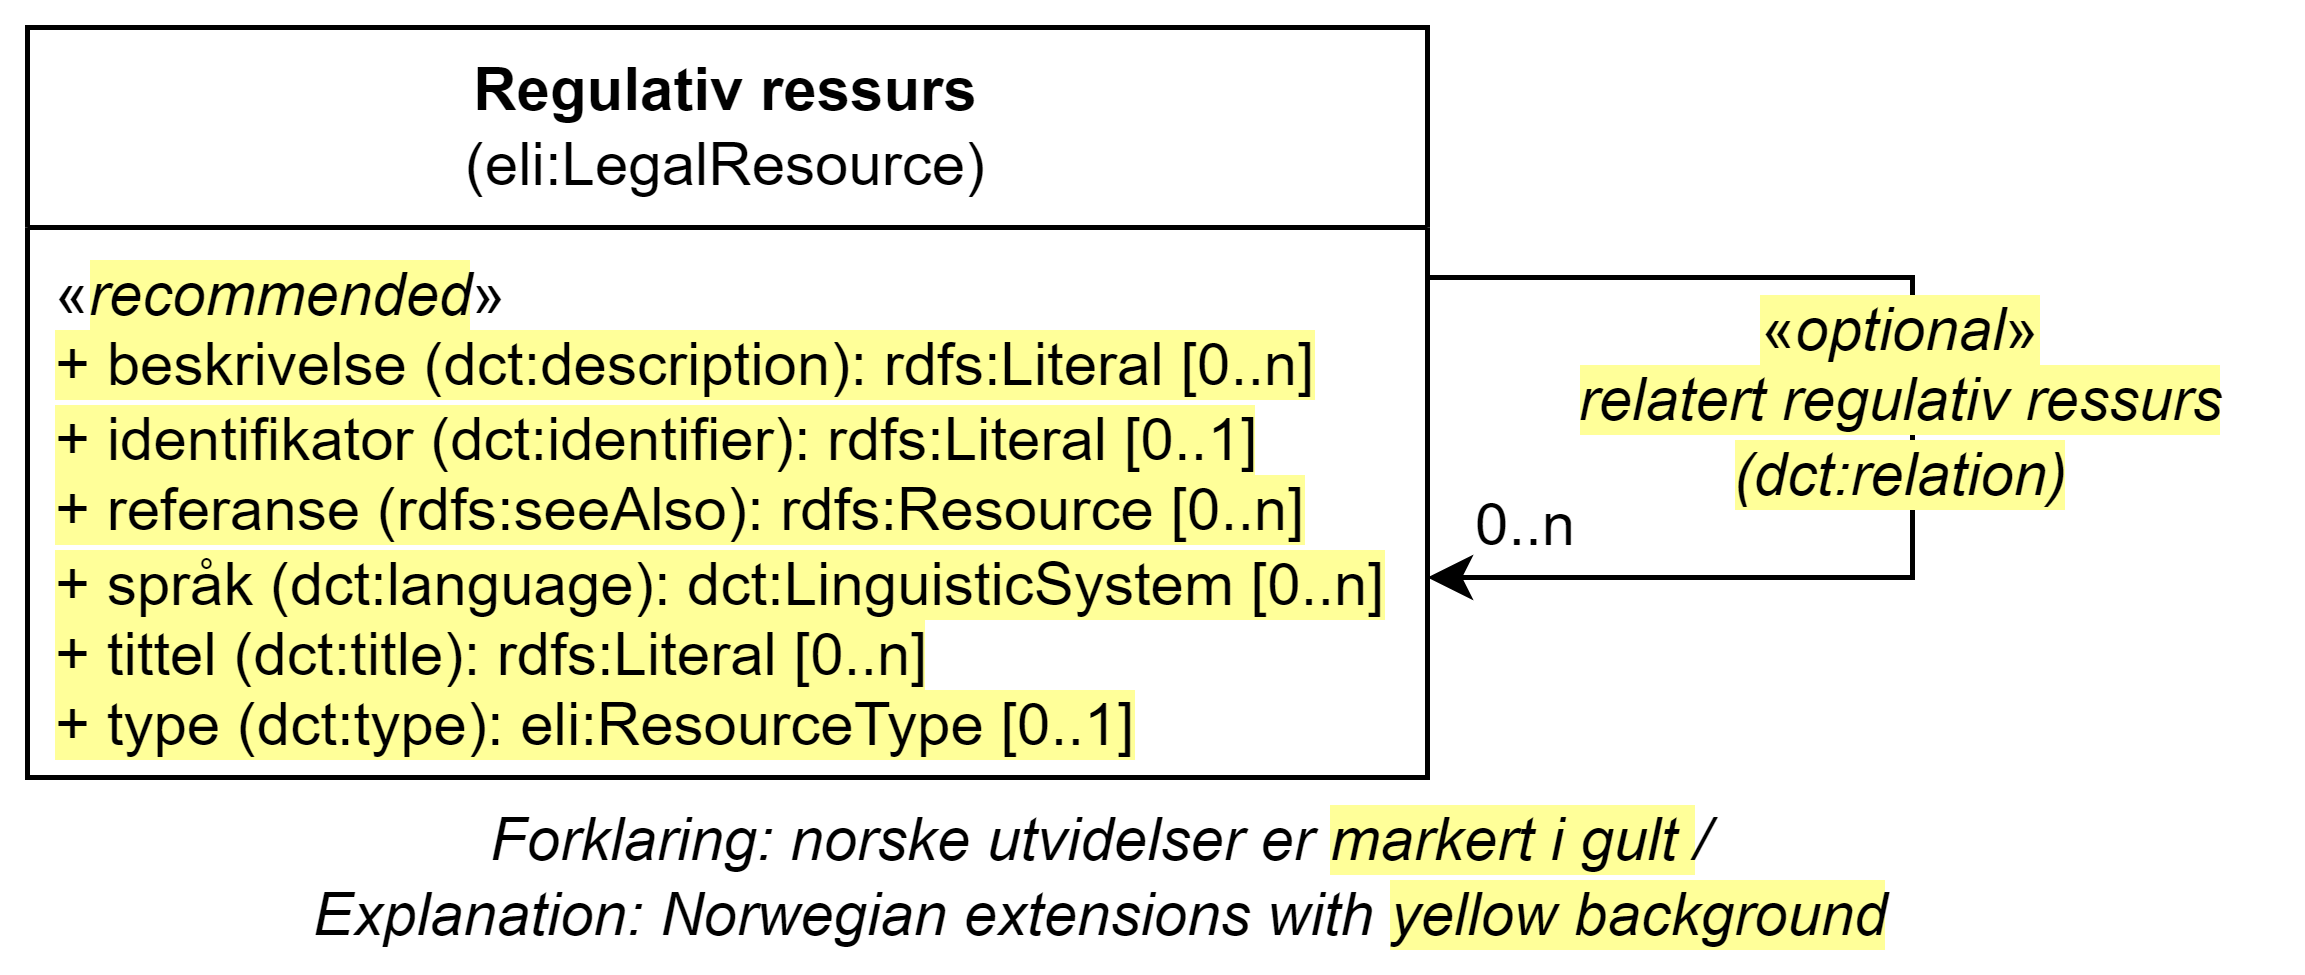 Regulativ ressurs
(eli:LegalResource)
«recommended»
+ beskrivelse (dct:description): rdfs:Literal [0..n]
+ identifikator (dct:identifier): rdfs:Literal [0..1]
+ referanse (rdfs:seeAlso): rdfs:Resource [0..n]
+ språk (dct:language): dct:LinguisticSystem [0..n]
+ tittel (dct:title): rdfs:Literal [0..n]
+ type (dct:type): eli:ResourceType [0..1]
«optional»
relatert regulativ ressurs
(dct:relation)
0..n
Forklaring: norske utvidelser er markert i gult /
Explanation: Norwegian extensions with yellow background